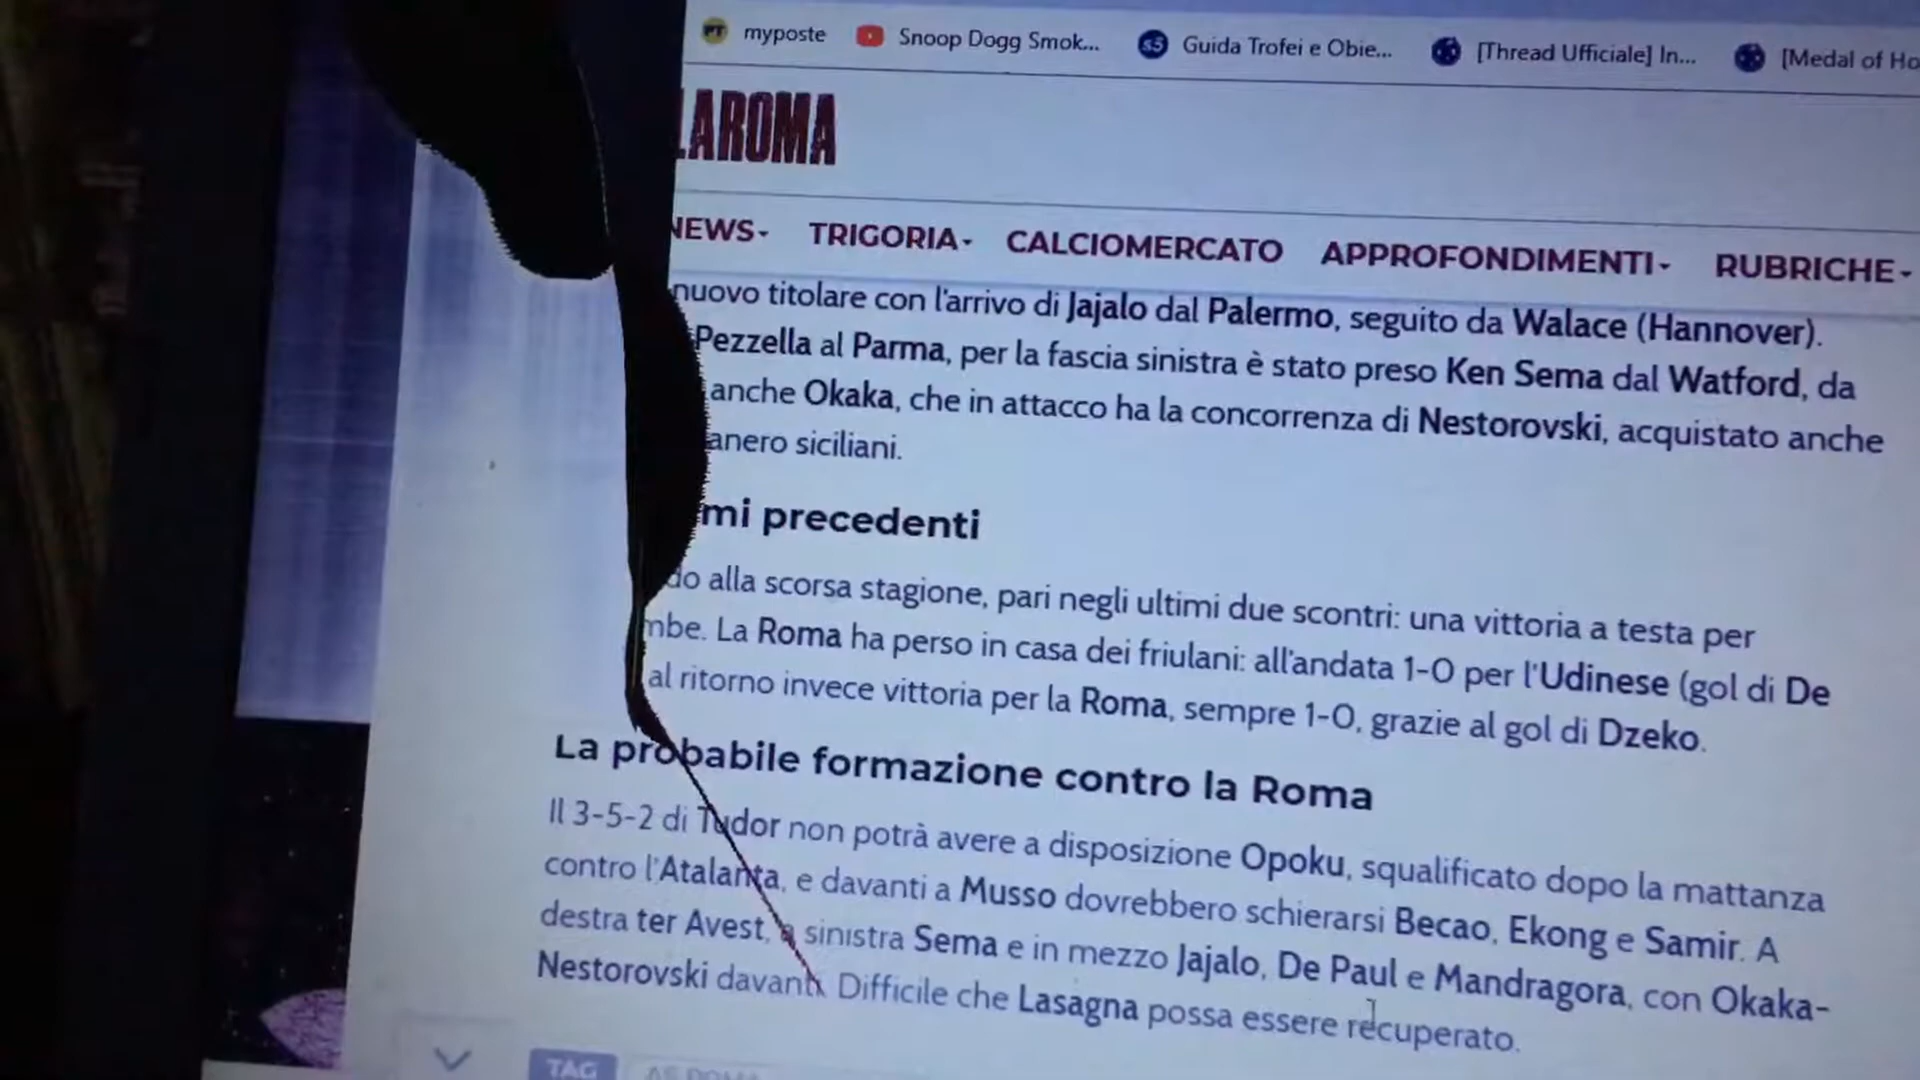 myposte Snoop Dogg Smok... Guida Trofei e Obie... [Thread Ufficiale] In... [Medal of Ho
LAROMA
NEWS TRIGORIA CALCIOMERCATO APPROFONDIMENTI RUBRICHE
nuovo titolare con l'arrivo di Jajalo dal Palermo, seguito da Walace (Hannover).
Pezzella al Parma, per la fascia sinistra è stato preso Ken Sema dal Watford, da
anche Okaka, che in attacco ha la concorrenza di Nestorovski, acquistato anche
anero siciliani.
mi precedenti
do alla scorsa stagione, pari negli ultimi due scontri: una vittoria a testa per
mbe. La Roma ha perso in casa dei friulani: all'andata 1-0 per l'Udinese (gol di De
al ritorno invece vittoria per la Roma, sempre 1-0, grazie al gol di Dzeko.
La probabile formazione contro la Roma
Il 3-5-2 di Tudor non potrà avere a disposizione Opoku, squalificato dopo la mattanza
contro l'Atalanta, e davanti a Musso dovrebbero schierarsi Becao, Ekong e Samir. A
destra ter Avest, a sinistra Sema e in mezzo Jajalo, De Paul e Mandragora, con Okaka-
Nestorovski davanti. Difficile che Lasagna possa essere recuperato.
TAG AS ROMA